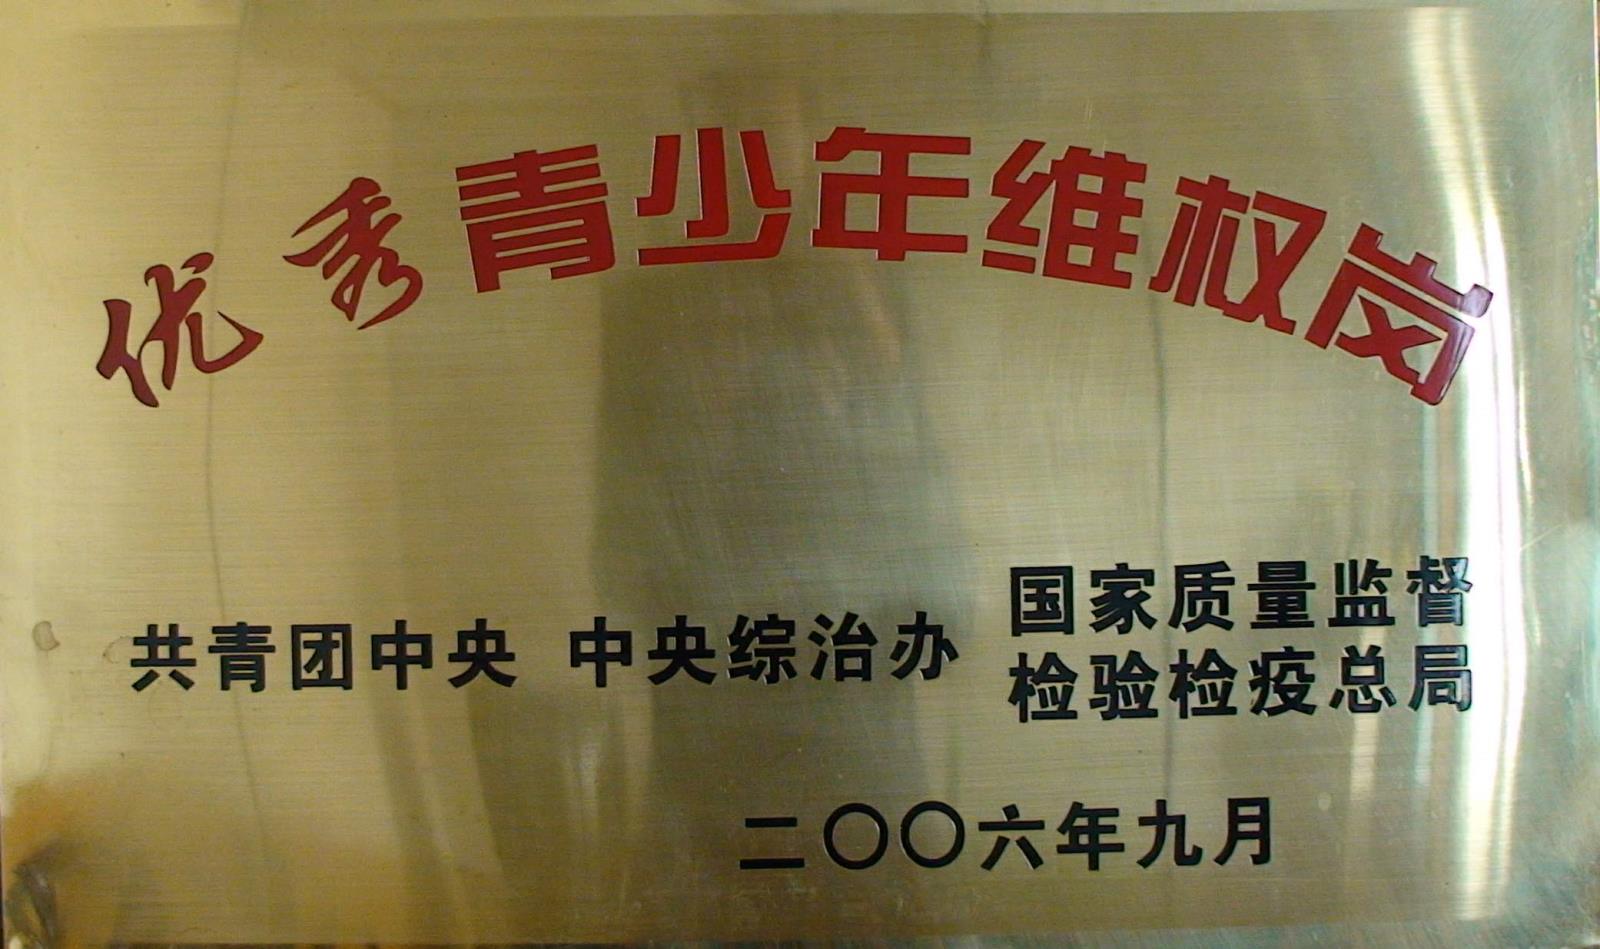 优秀青少年维权岗
共青团中央 中央综治办 国家质量监督
检验检疫总局
二〇〇六年九月